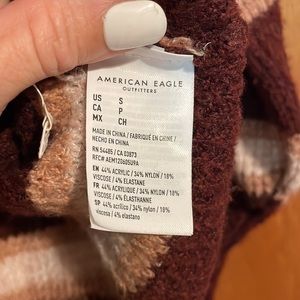 AMERICAN EAGLE
OUTFITTERS
US S
CA P
MX CH
MADE IN CHINA / FABRIQUÉ EN CHINE /
HECHO EN CHINA
RN 54485 / CA 03873
RFC# AEM120605U9A
EN 44% ACRYLIC / 34% NYLON / 18%
VISCOSE / 4% ELASTANE
FR 44% ACRYLIQUE / 34% NYLON / 18%
VISCOSE / 4% ÉLASTHANNE
SP 44% acrílico / 34% nylon / 18%
viscosa / 4% elastano